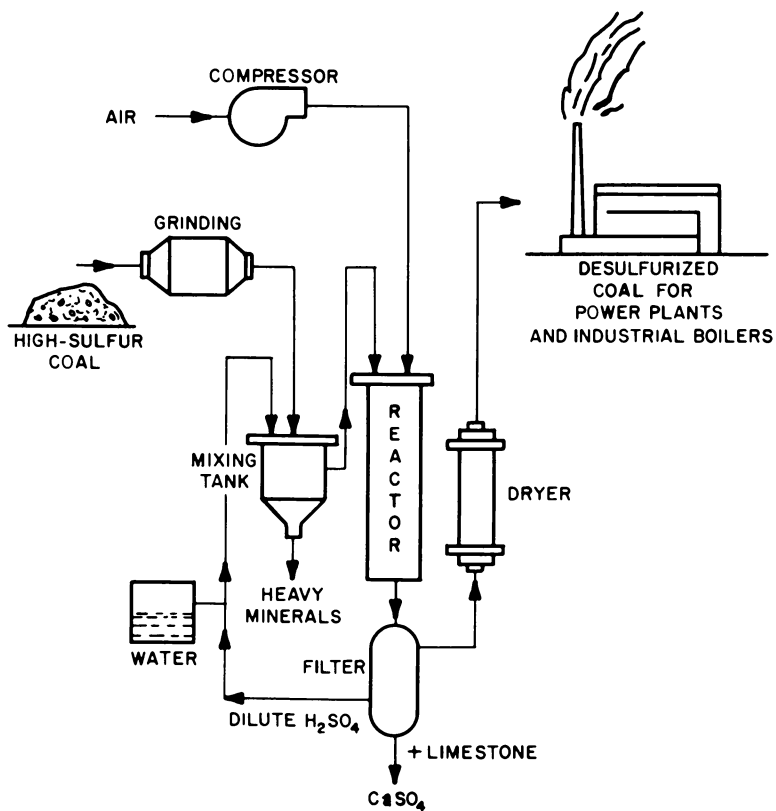 COMPRESSOR
AIR
GRINDING
HIGH-SULFUR
COAL
DESULFURIZED
COAL FOR
POWER PLANTS
AND INDUSTRIAL BOILERS
MIXING
TANK
REACTOR
DRYER
HEAVY
MINERALS
WATER
FILTER
DILUTE H₂SO₄
+ LIMESTONE
CaSO₄